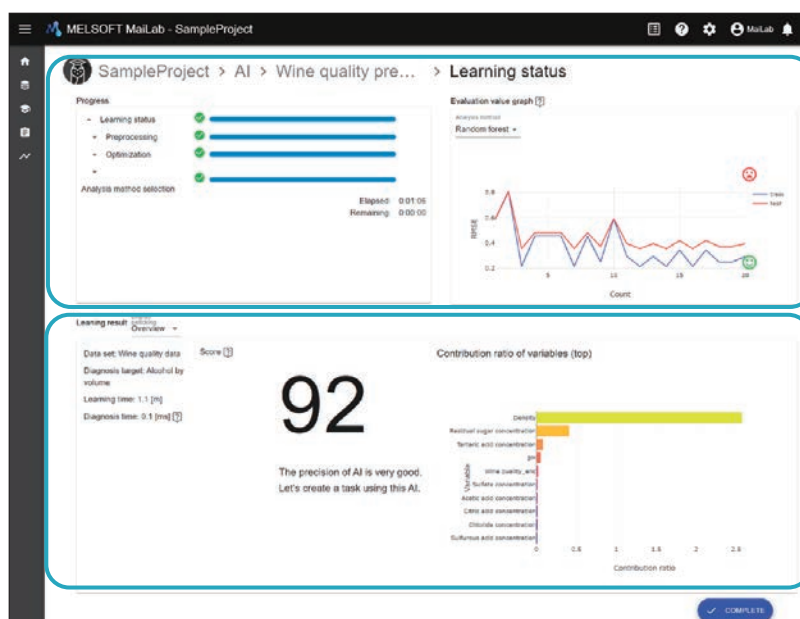 MELSOFT MaiLab - SampleProject
MaiLab
SampleProject > AI > Wine quality pre... > Learning status
Progress
Learning status
Preprocessing
Optimization
Analysis method selection
Elapsed: 0:01:06
Remaining: 0:00:00
Evaluation value graph [?]
Analysis method
Random forest
RMSE
0.8
0.6
0.4
0.2
5
10
15
20
Count
Test
Learning result
Overview
Data set: Wine quality data
Diagnosis target: Alcohol by
volume
Learning time: 1.1 [m]
Diagnosis time: 0.1 [ms] [?]
Score [?]
92
The precision of AI is very good.
Let's create a task using this AI.
Contribution ratio of variables (top)
Variable
Density
Residual sugar concentration
Tartaric acid concentration
pH
Wine quality_enc
Sulfate concentration
Acetic acid concentration
Citric acid concentration
Chloride concentration
Sulfurous acid concentration
0
0.5
1
1.5
2
2.5
Contribution ratio
COMPLETE